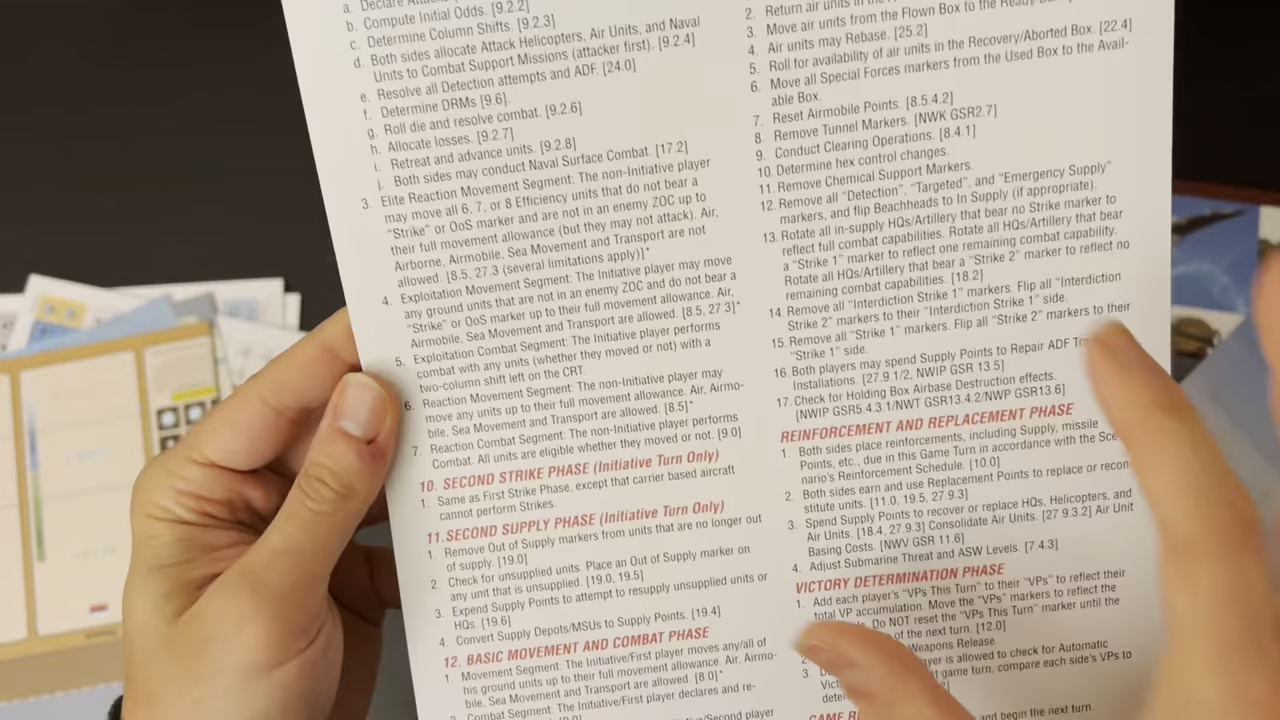 a. Declare
b. Compute Initial Odds. [9.2.2]
c. Determine Column Shifts. [9.2.3]
d. Both sides allocate Attack Helicopters, Air Units, and Naval
Units to Combat Support Missions (attacker first). [9.2.4]
e. Resolve all Detection attempts and ADF. [24.0]
f. Determine DRMs [9.6].
g. Roll die and resolve combat. [9.2.6]
h. Allocate losses. [9.2.7]
i. Retreat and advance units. [9.2.8]
j. Both sides may conduct Naval Surface Combat. [17.2]
3. Elite Reaction Movement Segment: The non-Initiative player
may move all 6, 7, or 8 Efficiency units that do not bear a
"Strike" or OoS marker and are not in an enemy ZOC up to
their full movement allowance (but they may not attack). Air,
Airborne, Airmobile, Sea Movement and Transport are not
allowed. [8.5, 27.3 (several limitations apply)]*
4. Exploitation Movement Segment: The Initiative player may move
any ground units that are not in an enemy ZOC and do not bear a
"Strike" or OoS marker up to their full movement allowance. Air,
Airmobile, Sea Movement and Transport are allowed. [8.5, 27.3]*
5. Exploitation Combat Segment: The Initiative player performs
combat with any units (whether they moved or not) with a
two-column shift left on the CRT.
6. Reaction Movement Segment: The non-Initiative player may
move any units up to their full movement allowance. Air, Airmo-
bile, Sea Movement and Transport are allowed. [8.5]*
7. Reaction Combat Segment: The non-Initiative player performs
Combat. All units are eligible whether they moved or not. [9.0]
10. SECOND STRIKE PHASE (Initiative Turn Only)
1. Same as First Strike Phase, except that carrier based aircraft
cannot perform Strikes.
11.SECOND SUPPLY PHASE (Initiative Turn Only)
1. Remove Out of Supply markers from units that are no longer out
of supply. [19.0]
2. Check for unsupplied units. Place an Out of Supply marker on
any unit that is unsupplied. [19.0, 19.5]
3. Expend Supply Points to attempt to resupply unsupplied units or
HQs. [19.6]
4. Convert Supply Depots/MSUs to Supply Points. [19.4]
12. BASIC MOVEMENT AND COMBAT PHASE
1. Movement Segment: The Initiative/First player moves any/all of
his ground units up to their full movement allowance. Air, Airmo-
bile, Sea Movement and Transport are allowed. [8.0]*
Combat Segment: The Initiative/First player declares and re-
player
2. Return air units in the
3. Move air units from the Flown Box to the Ready
4. Air units may Rebase. [25.2]
5. Roll for availability of air units in the Recovery/Aborted Box. [22.4]
6. Move all Special Forces markers from the Used Box to the Avail-
able Box.
7. Reset Airmobile Points. [8.5.4.2]
8. Remove Tunnel Markers. [NWK GSR2.7]
9. Conduct Clearing Operations. [8.4.1]
10. Determine hex control changes.
11. Remove Chemical Support Markers.
12. Remove all "Detection", "Targeted", and "Emergency Supply"
markers, and flip Beachheads to In Supply (if appropriate).
13. Rotate all in-supply HQs/Artillery that bear no Strike marker to
reflect full combat capabilities. Rotate all HQs/Artillery that bear
a "Strike 1" marker to reflect one remaining combat capability.
Rotate all HQs/Artillery that bear a "Strike 2" marker to reflect no
remaining combat capabilities. [18.2]
14. Remove all "Interdiction Strike 1" markers. Flip all "Interdiction
Strike 2" markers to their "Interdiction Strike 1" side.
15. Remove all "Strike 1" markers. Flip all "Strike 2" markers to their
"Strike 1" side.
16. Both players may spend Supply Points to Repair ADF
Installations. [27.9.1/2, NWIP GSR 13.5]
17. Check for Holding Box Airbase Destruction effects.
[NWIP GSR5.4.3.1/NWT GSR13.4.2/NWP GSR13.6]
REINFORCEMENT AND REPLACEMENT PHASE
1. Both sides place reinforcements, including Supply, missile
Points, etc., due in this Game Turn in accordance with the Sce-
nario's Reinforcement Schedule. [10.0]
2. Both sides earn and use Replacement Points to replace or recon-
stitute units. [11.0, 19.5, 27.9.3]
3. Spend Supply Points to recover or replace HQs, Helicopters, and
Air Units. [18.4, 27.9.3] Consolidate Air Units. [27.9.3.2] Air Unit
Basing Costs. [NWV GSR 11.6]
4. Adjust Submarine Threat and ASW Levels. [7.4.3]
VICTORY DETERMINATION PHASE
1. Add each player's "VPs This Turn" to their "VPs" to reflect their
total VP accumulation. Move the "VPs" markers to reflect the
Do NOT reset the "VPs This Turn" marker until the
of the next turn. [12.0]
Weapons Release.
3. is allowed to check for Automatic
game turn, compare each side's VPs to
GAME
and begin the next turn.